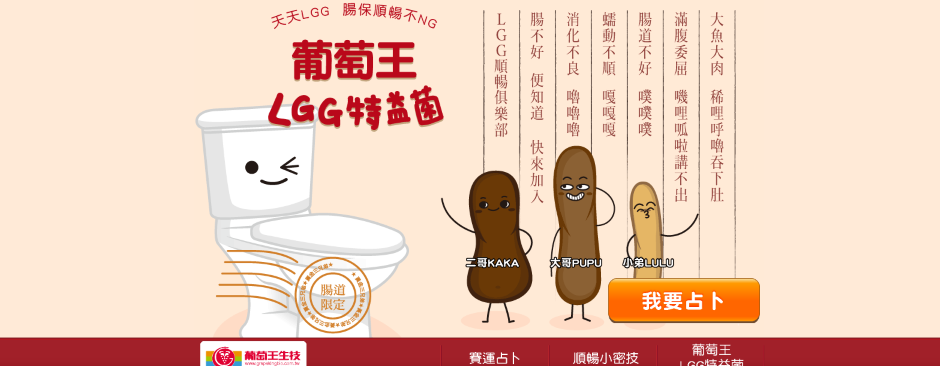 天天LGG 腸保順暢不NG
葡萄王
LGG特益菌
大魚大肉 稀哩呼嚕吞下肚
滿腹委屈 嘰哩呱啦講不出
腸道不好 噗噗噗
蠕動不順 嘎嘎嘎
消化不良 嚕嚕嚕
腸不好 便知道 快來加入
LGG順暢俱樂部
二哥KAKA
大哥PUPU
小弟LULU
腸道
限定
我要占卜
葡萄王生技
www.grapeking.com.tw
賽運占卜
順暢小密技
葡萄王
LGG特益菌